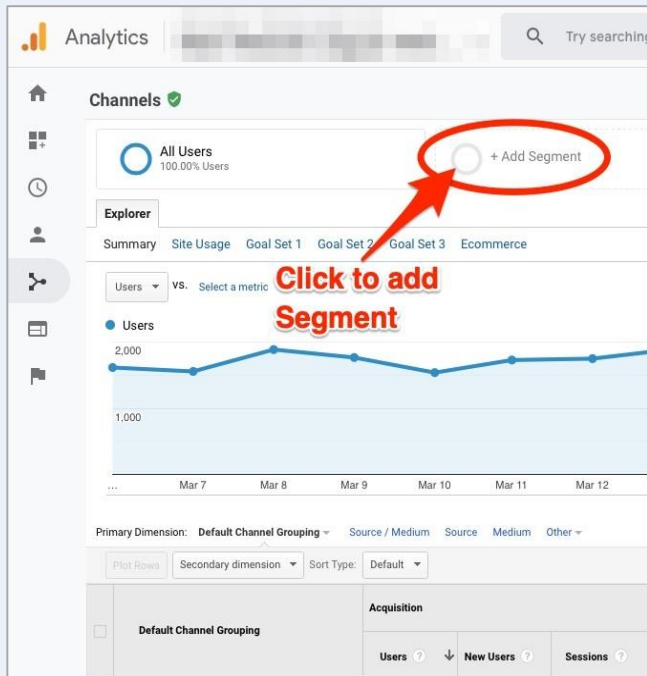 Analytics
Try searching
Channels
All Users
100.00% Users
+ Add Segment
Explorer
Summary Site Usage Goal Set 1 Goal Set 2 Goal Set 3 Ecommerce
Users VS. Select a metric
Click to add
Segment
Users
2,000
1,000
... Mar 7 Mar 8 Mar 9 Mar 10 Mar 11 Mar 12
Primary Dimension: Default Channel Grouping Source / Medium Source Medium Other
Plot Rows Secondary dimension Sort Type: Default
Acquisition
Default Channel Grouping
Users ? New Users ? Sessions ?